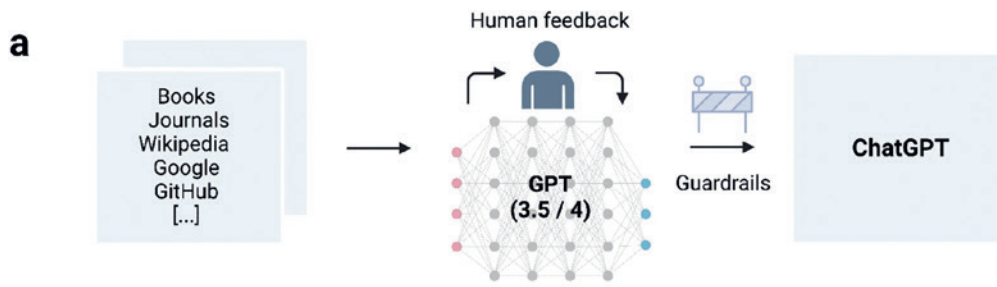 a
Human feedback
Books
Journals
Wikipedia
Google
GitHub
[...]
GPT
(3.5 / 4)
Guardrails
ChatGPT